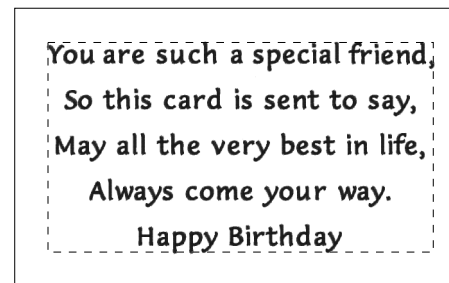 You are such a special friend,
So this card is sent to say,
May all the very best in life,
Always come your way.
Happy Birthday